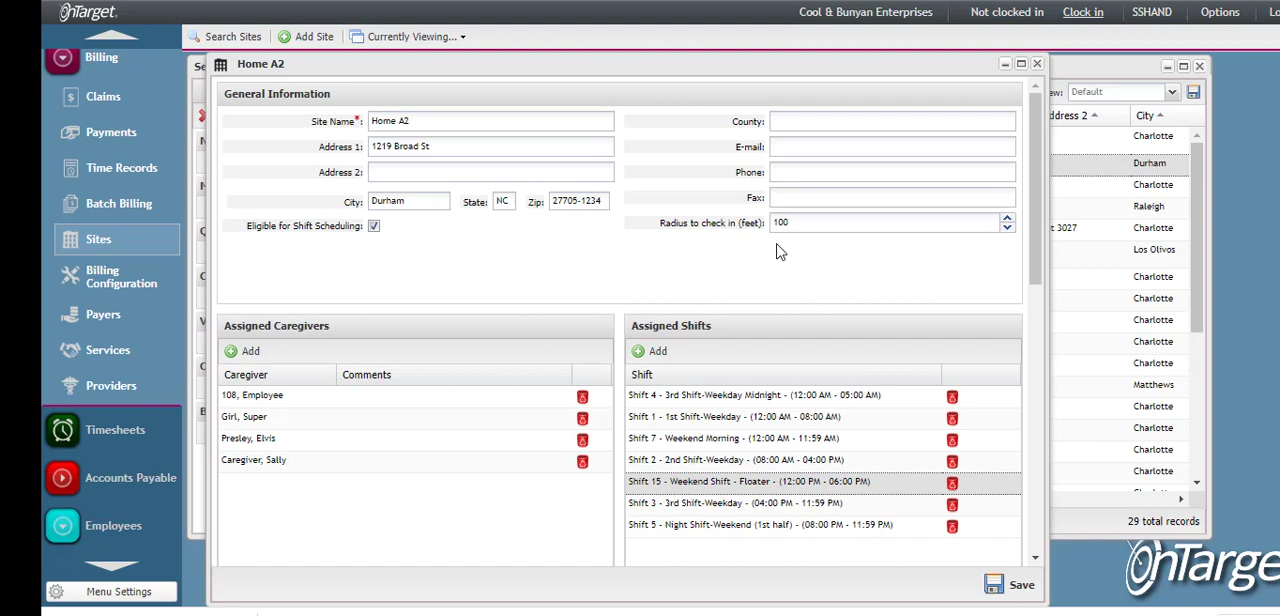 OnTarget
Cool & Bunyan Enterprises Not clocked in Clock in SSHAND Options Lo
Search Sites Add Site Currently Viewing...
Billing
Claims
Payments
Time Records
Batch Billing
Sites
Billing
Configuration
Payers
Services
Providers
Timesheets
Accounts Payable
Employees
Menu Settings
Se
Home A2
General Information
Site Name*: Home A2
Address 1: 1219 Broad St
Address 2:
City: Durham State: NC Zip: 27705-1234
Eligible for Shift Scheduling:
County:
E-mail:
Phone:
Fax:
Radius to check in (feet): 100
Assigned Caregivers
Add
Caregiver Comments
108, Employee
Girl, Super
Presley, Elvis
Caregiver, Sally
Assigned Shifts
Add
Shift
Shift 4 - 3rd Shift-Weekday Midnight - (12:00 AM - 05:00 AM)
Shift 1 - 1st Shift-Weekday - (12:00 AM - 08:00 AM)
Shift 7 - Weekend Morning - (12:00 AM - 11:59 AM)
Shift 2 - 2nd Shift-Weekday - (08:00 AM - 04:00 PM)
Shift 15 - Weekend Shift - Floater - (12:00 PM - 06:00 PM)
Shift 3 - 3rd Shift-Weekday - (04:00 PM - 11:59 PM)
Shift 5 - Night Shift-Weekend (1st half) - (08:00 PM - 11:59 PM)
Save
ew: Default
ddress 2 City
Charlotte
Durham
Charlotte
Raleigh
t 3027 Charlotte
Los Olivos
Charlotte
Charlotte
Charlotte
Charlotte
Charlotte
Matthews
Charlotte
Charlotte
Charlotte
Charlotte
29 total records
OnTarge